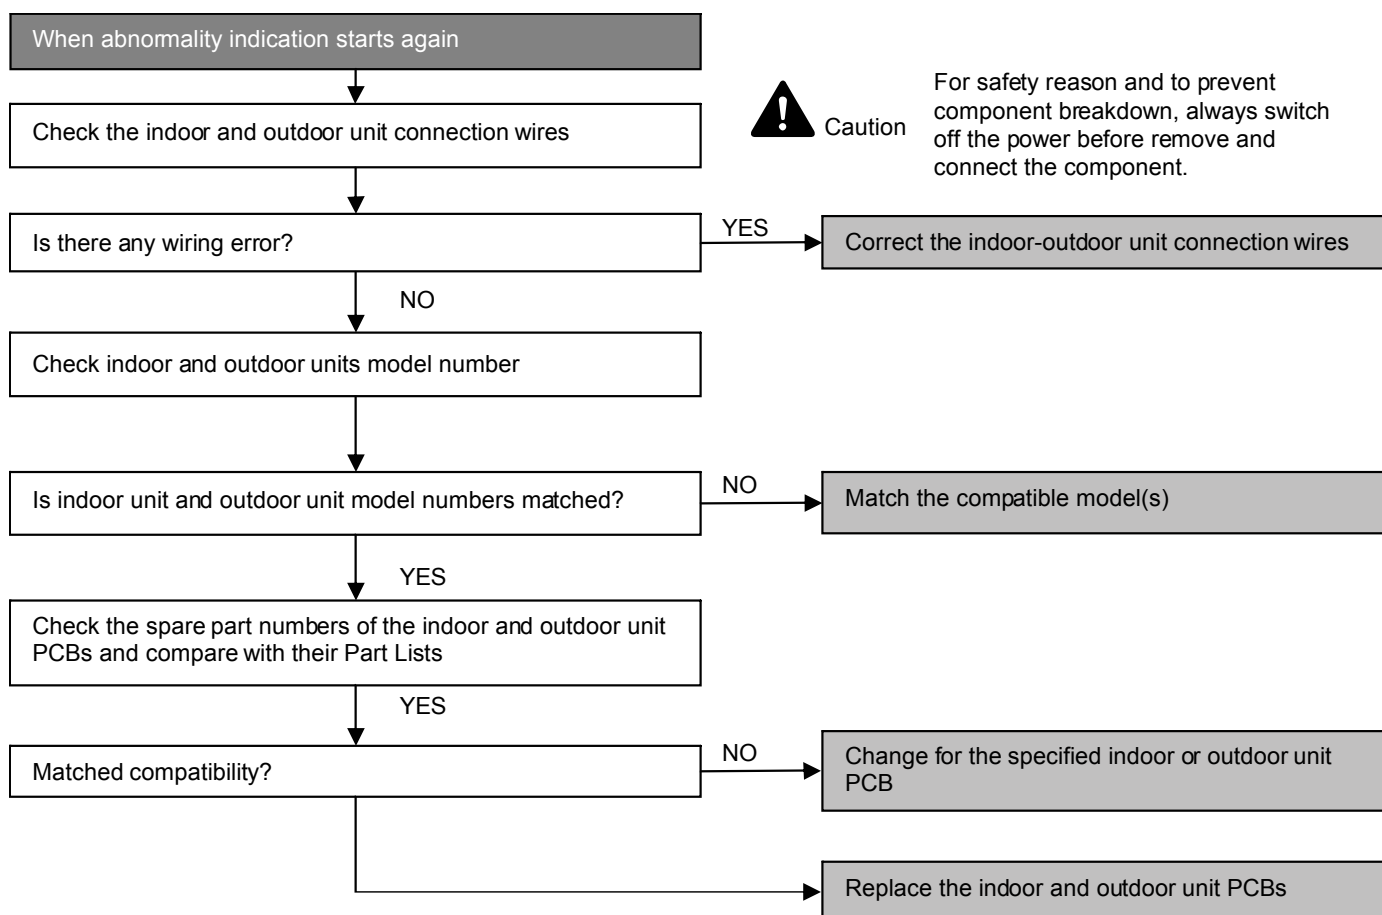 When abnormality indication starts again
Check the indoor and outdoor unit connection wires
Caution
For safety reason and to prevent
component breakdown, always switch
off the power before remove and
connect the component.
Is there any wiring error?
YES
Correct the indoor-outdoor unit connection wires
NO
Check indoor and outdoor units model number
Is indoor unit and outdoor unit model numbers matched?
NO
Match the compatible model(s)
YES
Check the spare part numbers of the indoor and outdoor unit
PCBs and compare with their Part Lists
YES
Matched compatibility?
NO
Change for the specified indoor or outdoor unit
PCB
Replace the indoor and outdoor unit PCBs